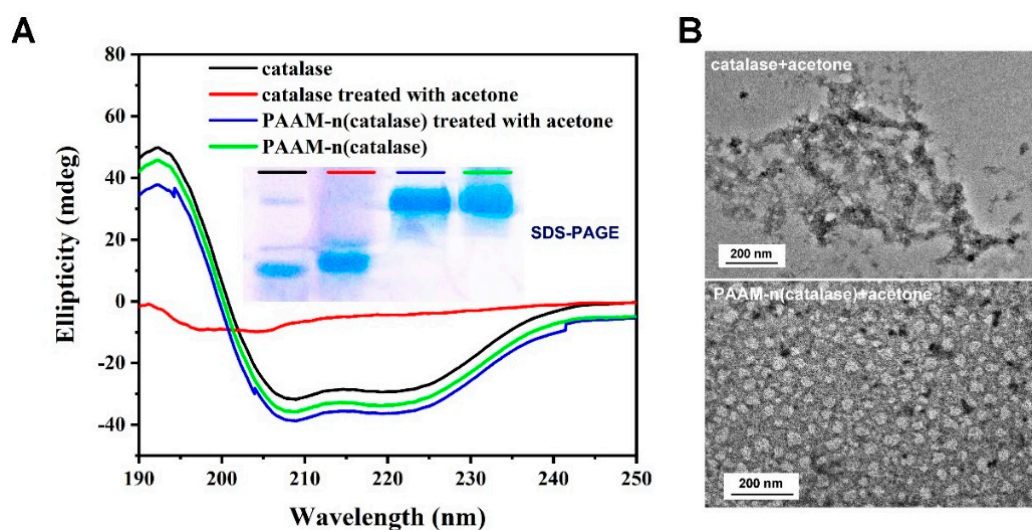 A
Ellipticity (mdeg)
80
60
40
20
0
-20
-40
catalase
catalase treated with acetone
PAAM-n(catalase) treated with acetone
PAAM-n(catalase)
SDS-PAGE
190 200 210 220 230 240 250
Wavelength (nm)
B
catalase+acetone
200 nm
PAAM-n(catalase)+acetone
200 nm